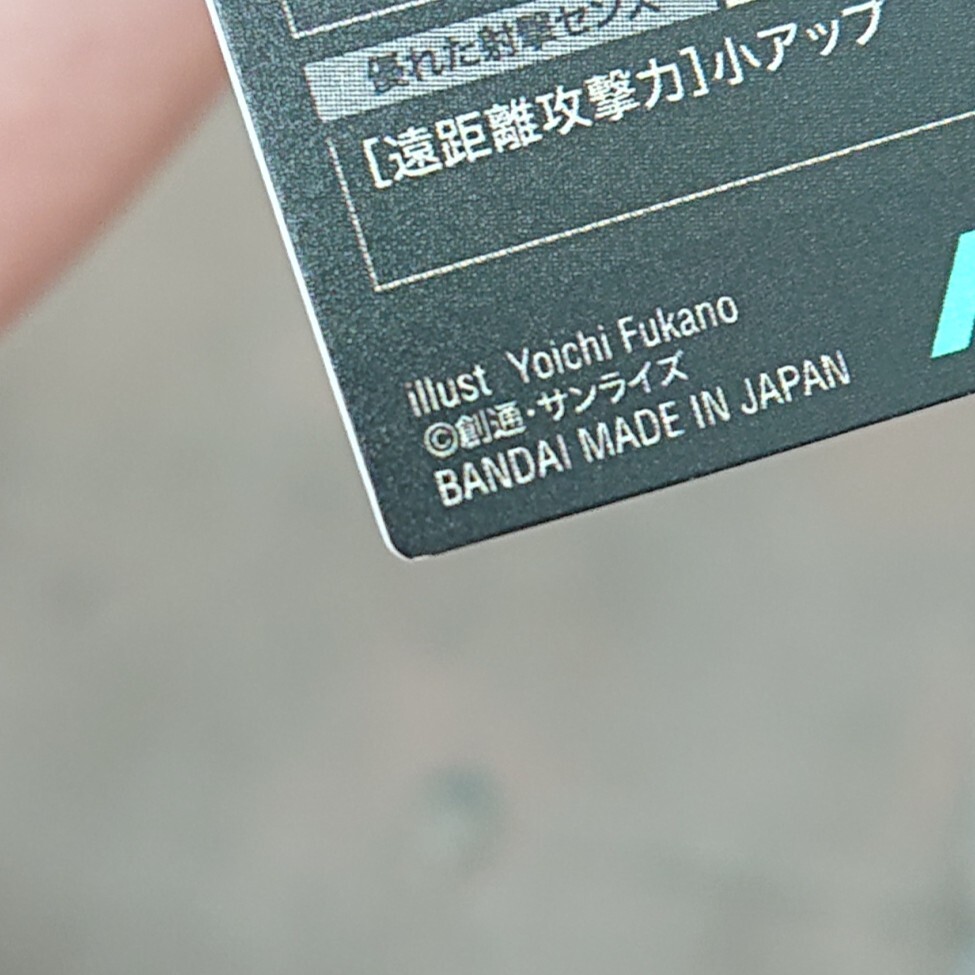 優れた射撃センス
[遠距離攻撃力]小アップ
illust Yoichi Fukano
©創通・サンライズ
BANDAI MADE IN JAPAN